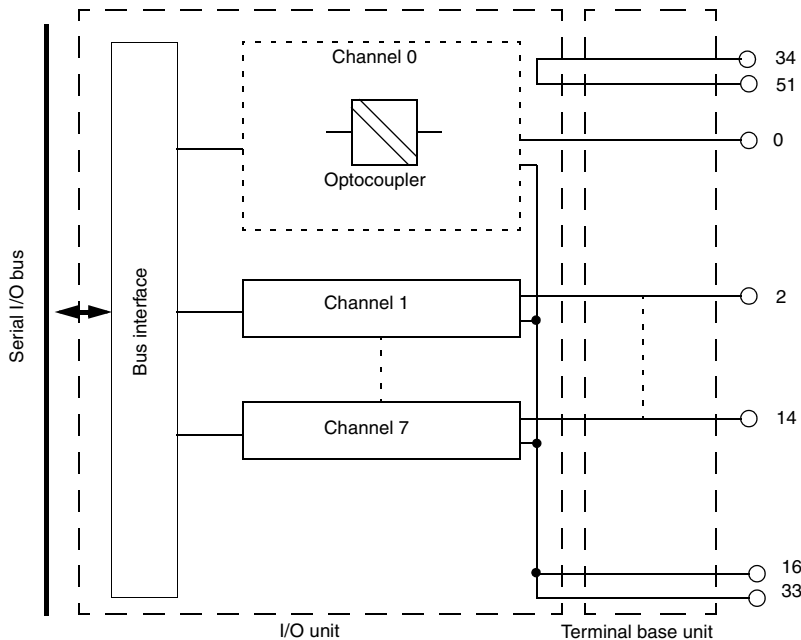 Channel 0
34
51
0
Optocoupler
Serial I/O bus
Bus interface
Channel 1
2
Channel 7
14
16
33
I/O unit
Terminal base unit